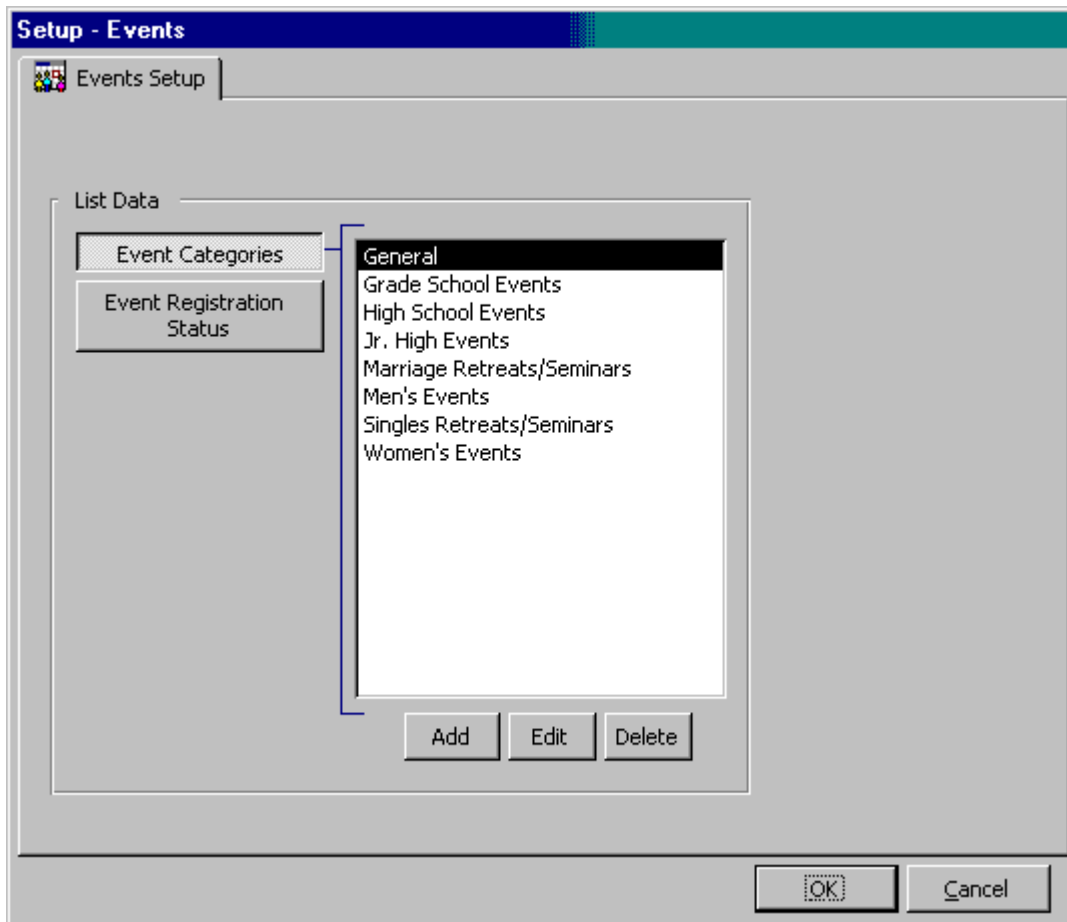 Setup - Events
Events Setup
List Data
Event Categories
Event Registration
Status
General
Grade School Events
High School Events
Jr. High Events
Marriage Retreats/Seminars
Men's Events
Singles Retreats/Seminars
Women's Events
Add
Edit
Delete
OK
Cancel